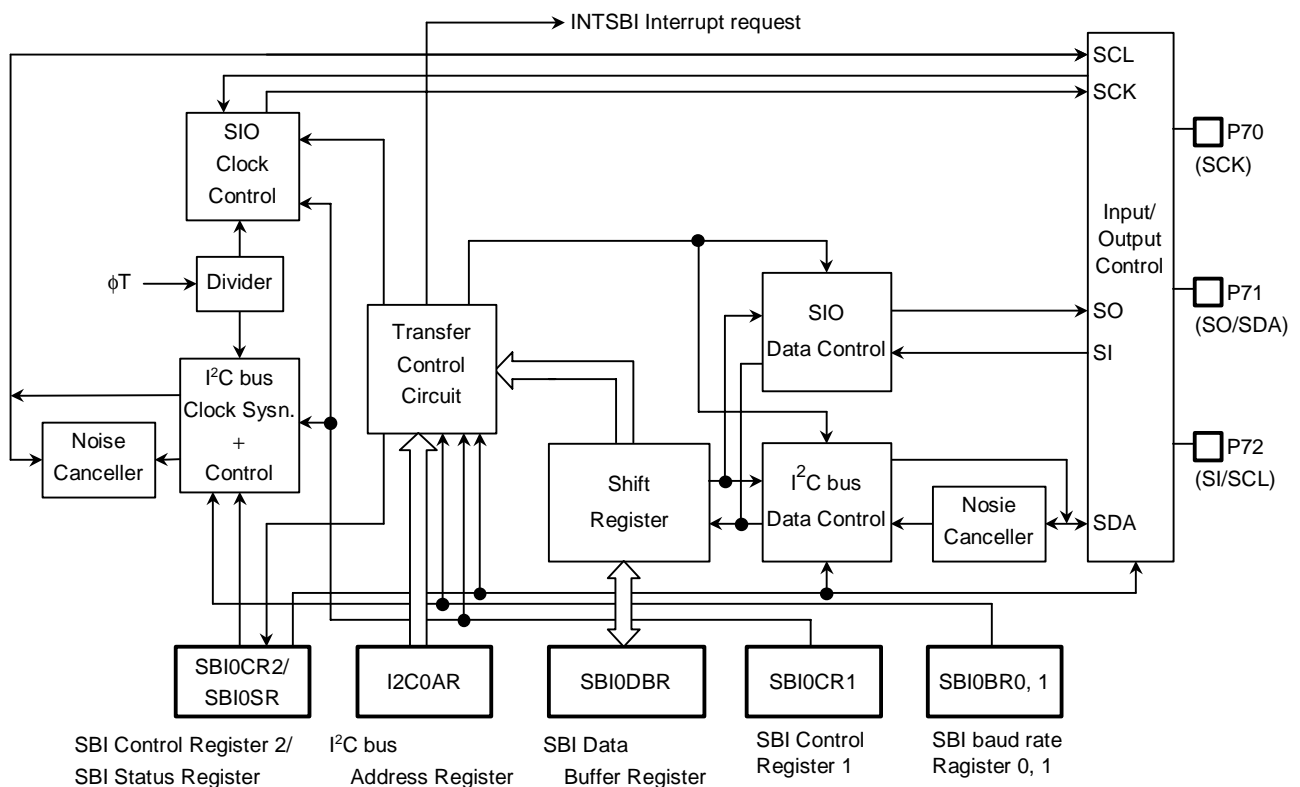 INTSBI Interrupt request
SCL
SCK
SIO
Clock
Control
P70
(SCK)
Input/
Output
Control
ϕT
Divider
Transfer
Control
Circuit
SIO
Data Control
SO
SI
P71
(SO/SDA)
I²C bus
Clock Sysn.
+
Control
Noise
Canceller
Shift
Register
I²C bus
Data Control
Nosie
Canceller
SDA
P72
(SI/SCL)
SBI0CR2/
SBI0SR
I2C0AR
SBI0DBR
SBI0CR1
SBI0BR0, 1
SBI Control Register 2/
SBI Status Register
I²C bus
Address Register
SBI Data
Buffer Register
SBI Control
Register 1
SBI baud rate
Ragister 0, 1